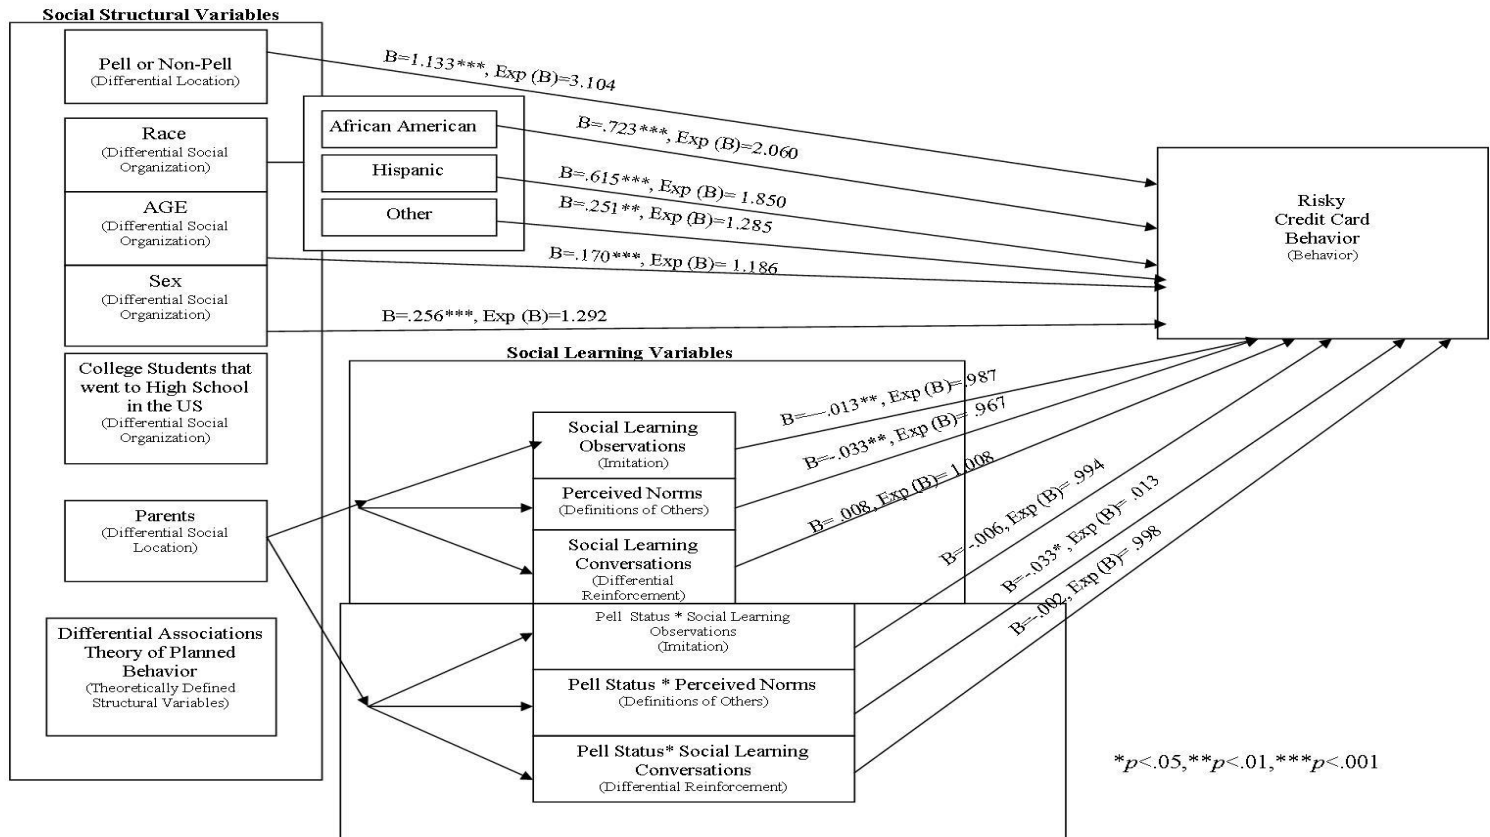 Social Structural Variables
Pell or Non-Pell
(Differential Location)
Race
(Differential Social
Organization)
AGE
(Differential Social
Organization)
Sex
(Differential Social
Organization)
College Students that
went to High School
in the US
(Differential Social
Organization)
Parents
(Differential Social
Location)
Differential Associations
Theory of Planned
Behavior
(Theoretically Defined
Structural Variables)
African American
Hispanic
Other
B=1.133***, Exp (B)=3.104
B=.723***, Exp (B)=2.060
B=.615***, Exp (B)= 1.850
B=.251**, Exp (B)=1.285
B=.170***, Exp (B)= 1.186
B=.256***, Exp (B)=1.292
Risky
Credit Card
Behavior
(Behavior)
Social Learning Variables
Social Learning
Observations
(Imitation)
Perceived Norms
(Definitions of Others)
Social Learning
Conversations
(Differential
Reinforcement)
Pell Status * Social Learning
Observations
(Imitation)
Pell Status * Perceived Norms
(Definitions of Others)
Pell Status* Social Learning
Conversations
(Differential Reinforcement)
B=-–.013**, Exp (B)=.987
B=-.033**, Exp (B)= .967
B= .008, Exp (B)= 1.008
B=-.006, Exp (B)= .994
B=-.033* , Exp (B)= .013
B=-.002, Exp (B)= .998
*p<.05,**p<.01,***p<.001